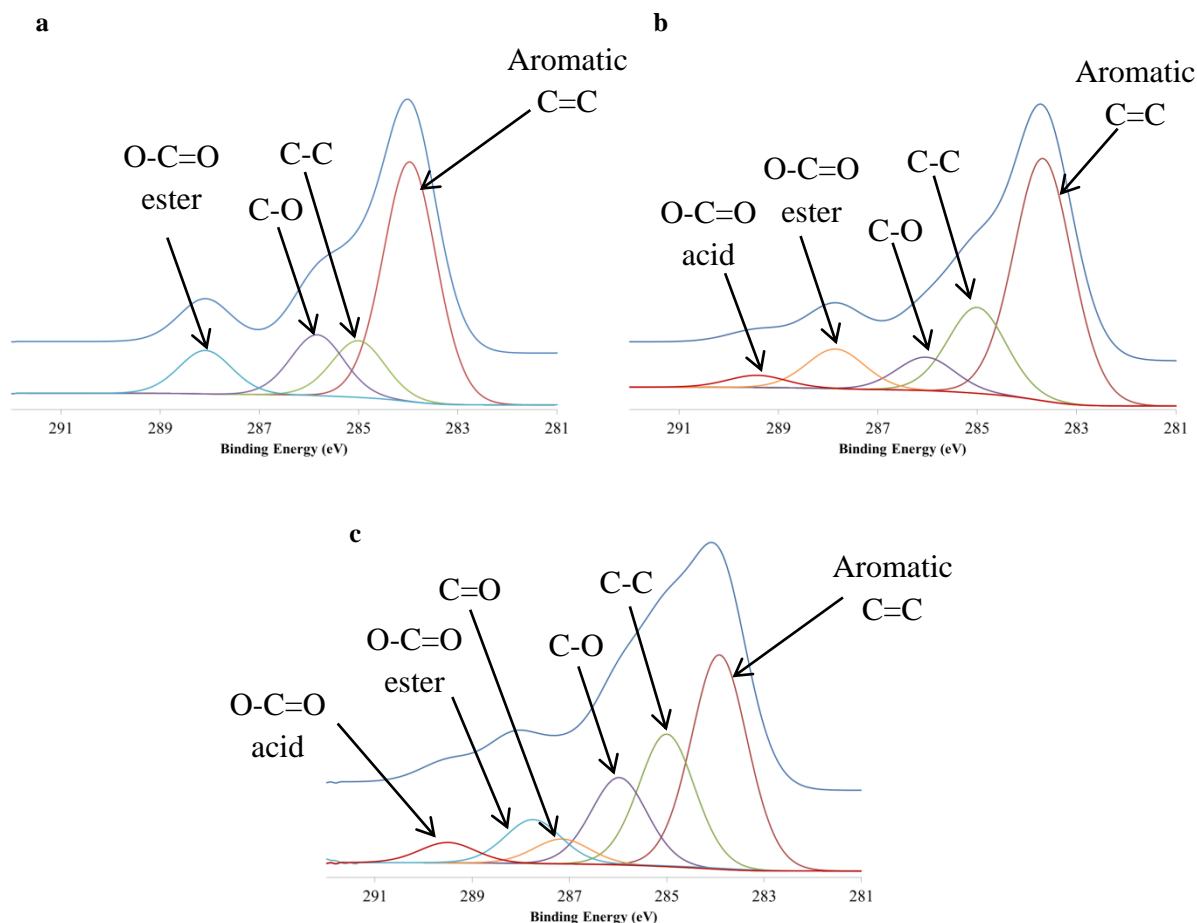 a
Aromatic
C=C
O-C=O
ester
C-C
C-O
291 289 287 285 283 281
Binding Energy (eV)
b
Aromatic
C=C
O-C=O
ester
C-C
O-C=O
acid
C-O
291 289 287 285 283 281
Binding Energy (eV)
c
Aromatic
C=C
C-C
C=O
O-C=O
ester
C-O
O-C=O
acid
291 289 287 285 283 281
Binding Energy (eV)